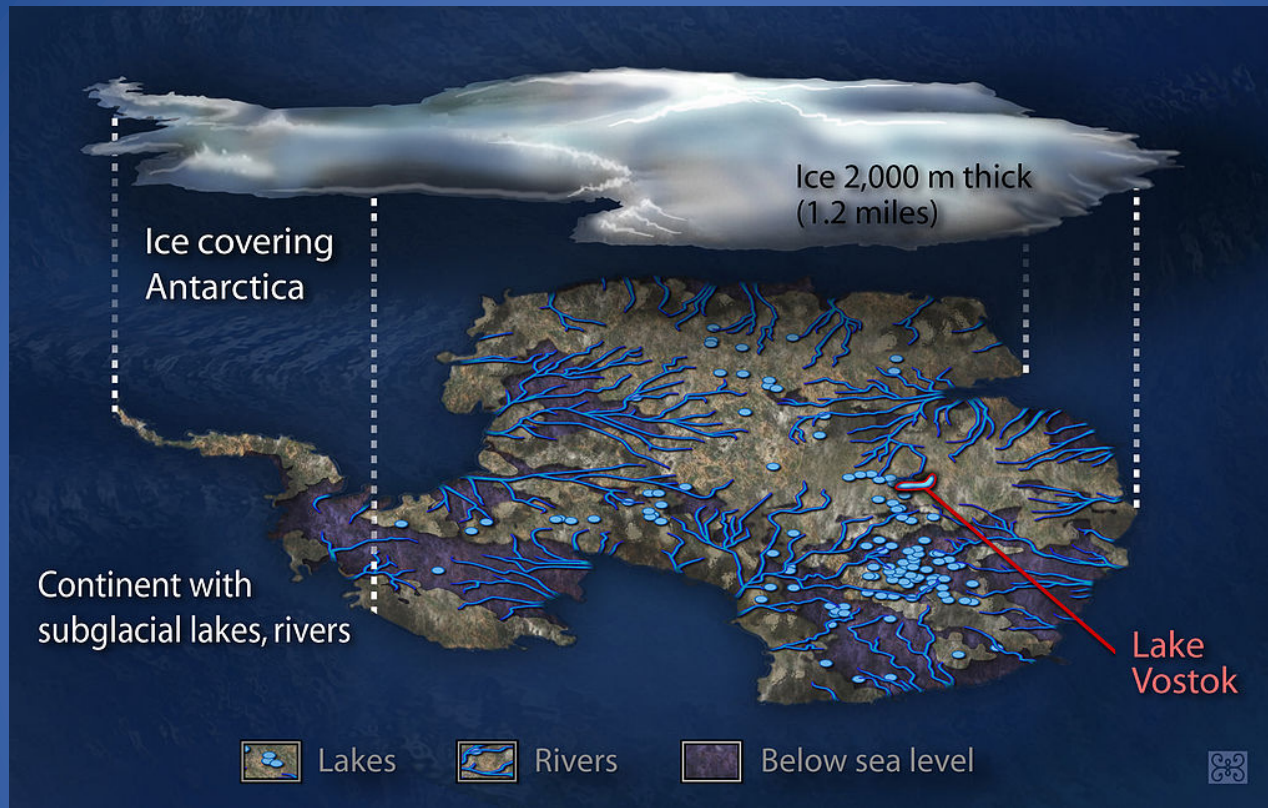 Ice 2,000 m thick
(1.2 miles)
Ice covering
Antarctica
Continent with
subglacial lakes, rivers
Lake
Vostok
Lakes
Rivers
Below sea level